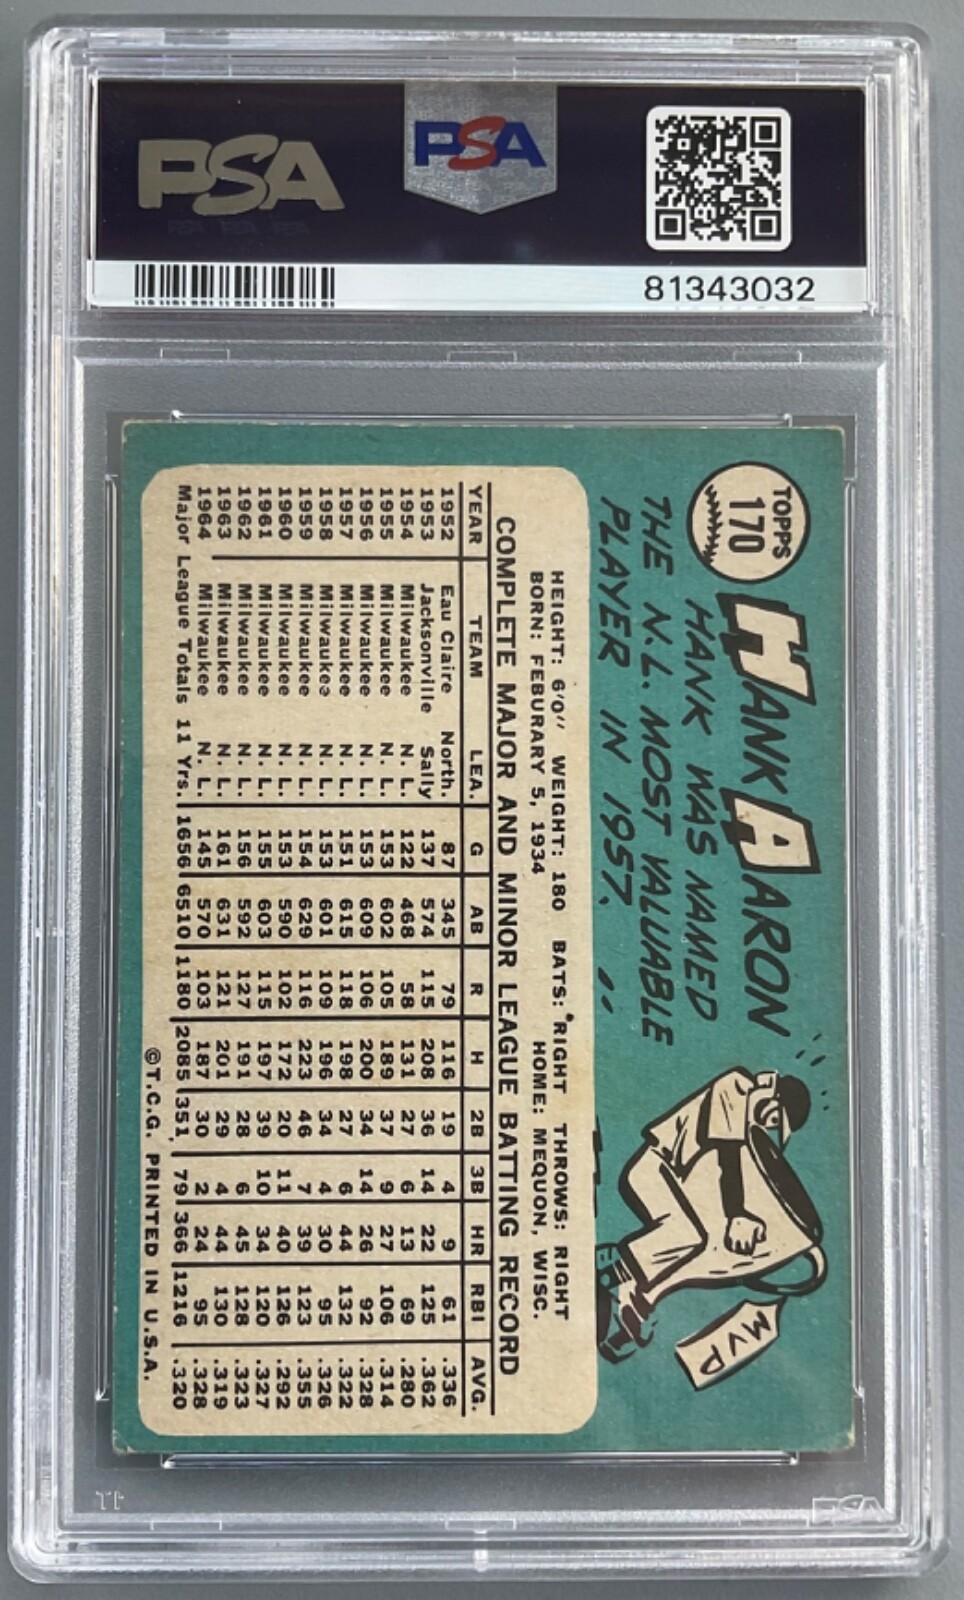 PSA
PSA
PSA PSA PSA
81343032
TOPPS
170
HANK AARON
HANK WAS NAMED
THE N.L. MOST VALUABLE
PLAYER IN 1957.
MVP
HEIGHT: 6'0" WEIGHT: 180 BATS: RIGHT THROWS: RIGHT
BORN: FEBURARY 5, 1934 HOME: MEQUON, WISC.
COMPLETE MAJOR AND MINOR LEAGUE BATTING RECORD
YEAR TEAM LEA. G AB R H 2B 3B HR RBI AVG.
1952 Eau Claire North. 87 345 79 116 19 4 9 61 .336
1953 Jacksonville Sally 137 574 115 208 36 14 22 125 .362
1954 Milwaukee N. L. 122 468 58 131 27 6 13 69 .280
1955 Milwaukee N. L. 153 602 105 189 37 9 27 106 .314
1956 Milwaukee N. L. 153 609 106 200 34 14 26 92 .328
1957 Milwaukee N. L. 151 615 118 198 27 6 44 132 .322
1958 Milwaukee N. L. 153 601 109 196 34 4 30 95 .326
1959 Milwaukee N. L. 154 629 116 223 46 7 39 123 .355
1960 Milwaukee N. L. 153 590 102 172 20 11 40 126 .292
1961 Milwaukee N. L. 155 603 115 197 39 10 34 120 .327
1962 Milwaukee N. L. 156 592 127 191 28 6 45 128 .323
1963 Milwaukee N. L. 161 631 121 201 29 4 44 130 .319
1964 Milwaukee N. L. 145 570 103 187 30 2 24 95 .328
Major League Totals 11 Yrs. 1656 6510 1180 2085 351 79 366 1216 .320
©T.C.G. PRINTED IN U.S.A.
PSA